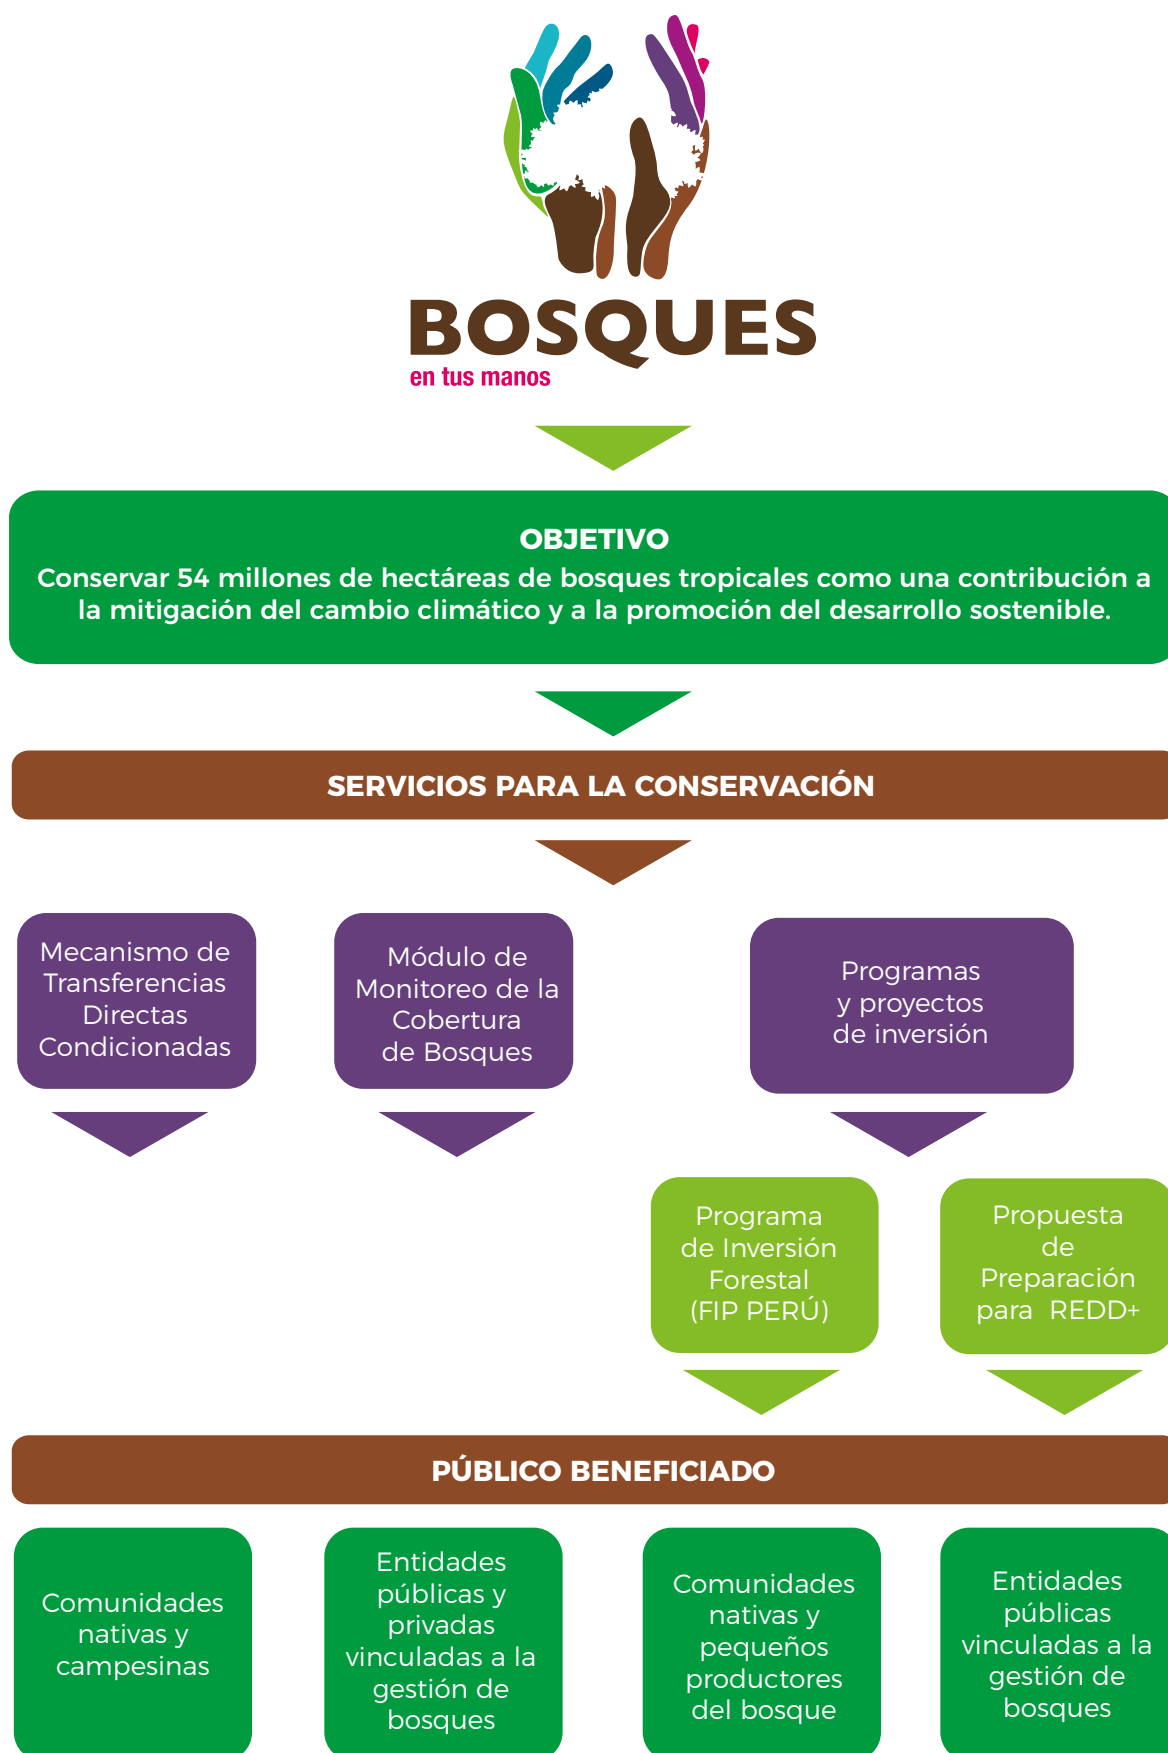 BOSQUES
en tus manos
OBJETIVO
Conservar 54 millones de hectáreas de bosques tropicales como una contribución a
la mitigación del cambio climático y a la promoción del desarrollo sostenible.
SERVICIOS PARA LA CONSERVACIÓN
Mecanismo de
Transferencias
Directas
Condicionadas
Módulo de
Monitoreo de la
Cobertura
de Bosques
Programas
y proyectos
de inversión
Programa
de Inversión
Forestal
(FIP PERÚ)
Propuesta
de
Preparación
para REDD+
PÚBLICO BENEFICIADO
Comunidades
nativas y
campesinas
Entidades
públicas y
privadas
vinculadas a la
gestión de
bosques
Comunidades
nativas y
pequeños
productores
del bosque
Entidades
públicas
vinculadas a la
gestión de
bosques